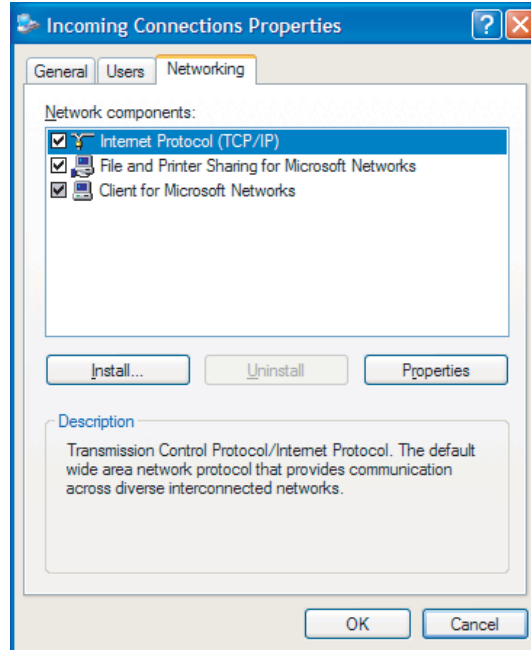 Incoming Connections Properties
General Users Networking
Network components:
Internet Protocol (TCP/IP)
File and Printer Sharing for Microsoft Networks
Client for Microsoft Networks
Install... Uninstall Properties
Description
Transmission Control Protocol/Internet Protocol. The default
wide area network protocol that provides communication
across diverse interconnected networks.
OK Cancel